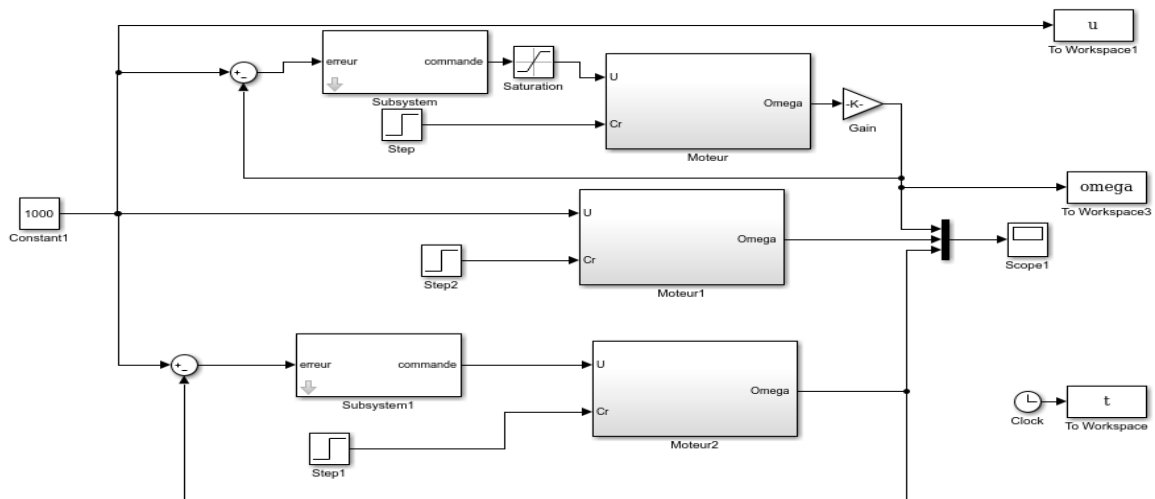 u
To Workspace1
erreur
commande
Subsystem
Saturation
U
Omega
Cr
Moteur
-K-
Gain
Step
omega
To Workspace3
1000
Constant1
U
Omega
Cr
Moteur1
Step2
Scope1
erreur
commande
Subsystem1
U
Omega
Cr
Moteur2
Step1
Clock
t
To Workspace